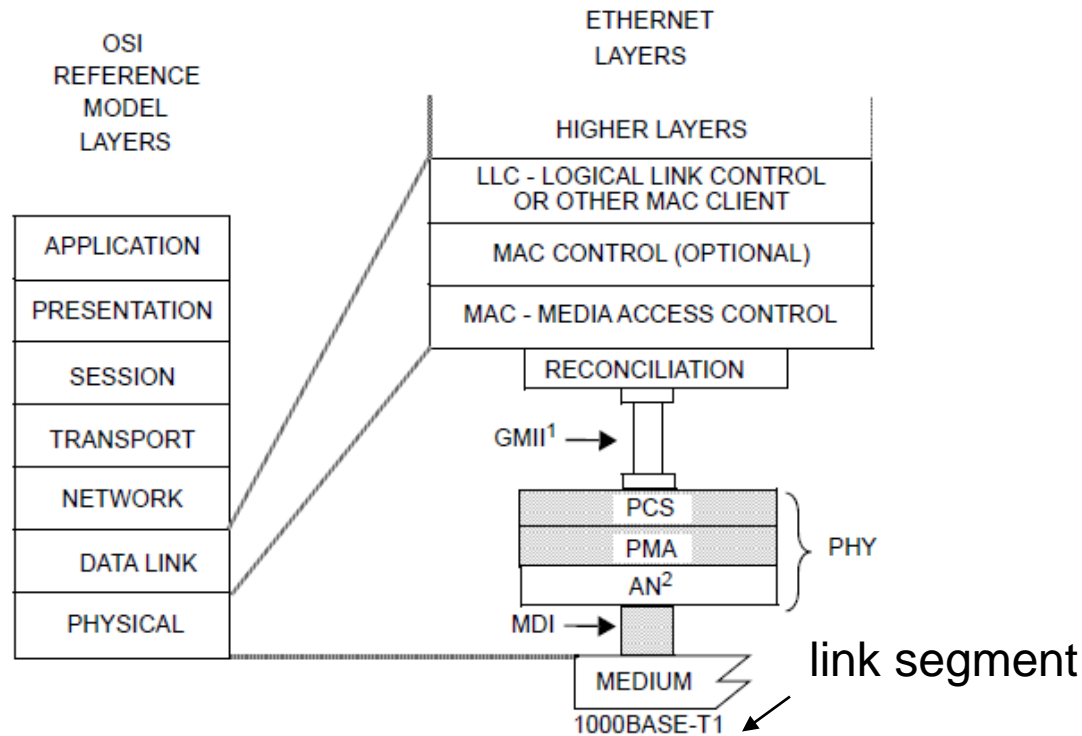 OSI
REFERENCE
MODEL
LAYERS
APPLICATION
PRESENTATION
SESSION
TRANSPORT
NETWORK
DATA LINK
PHYSICAL
ETHERNET
LAYERS
HIGHER LAYERS
LLC - LOGICAL LINK CONTROL
OR OTHER MAC CLIENT
MAC CONTROL (OPTIONAL)
MAC - MEDIA ACCESS CONTROL
RECONCILIATION
GMII¹
PCS
PMA
AN²
PHY
MDI
MEDIUM
link segment
1000BASE-T1